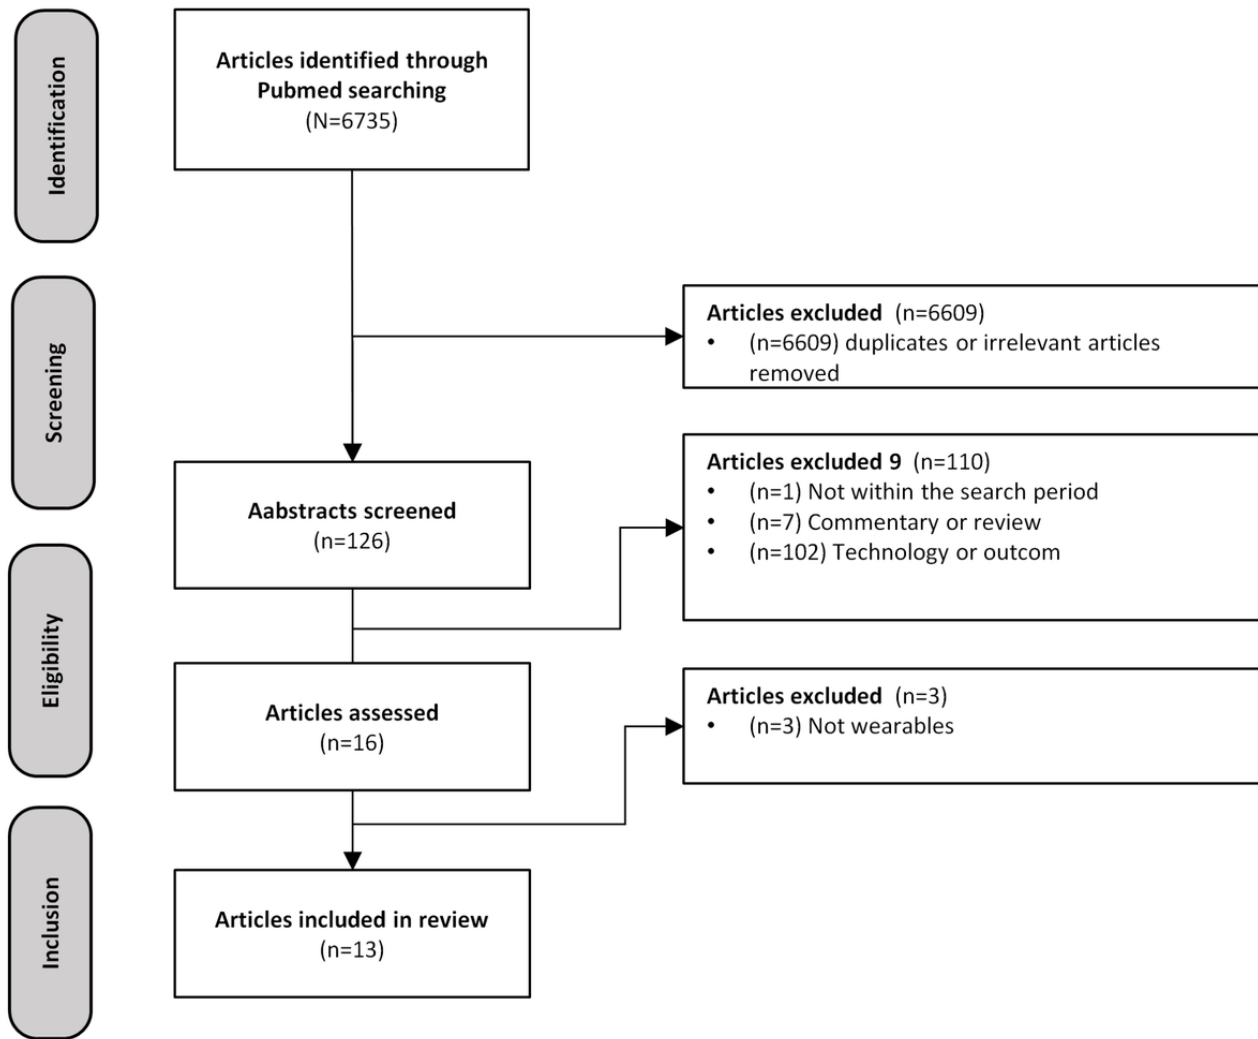 Identification
Articles identified through
Pubmed searching
(N=6735)
Screening
Articles excluded (n=6609)
• (n=6609) duplicates or irrelevant articles
removed
Aabstracts screened
(n=126)
Articles excluded 9 (n=110)
• (n=1) Not within the search period
• (n=7) Commentary or review
• (n=102) Technology or outcom
Eligibility
Articles assessed
(n=16)
Articles excluded (n=3)
• (n=3) Not wearables
Inclusion
Articles included in review
(n=13)